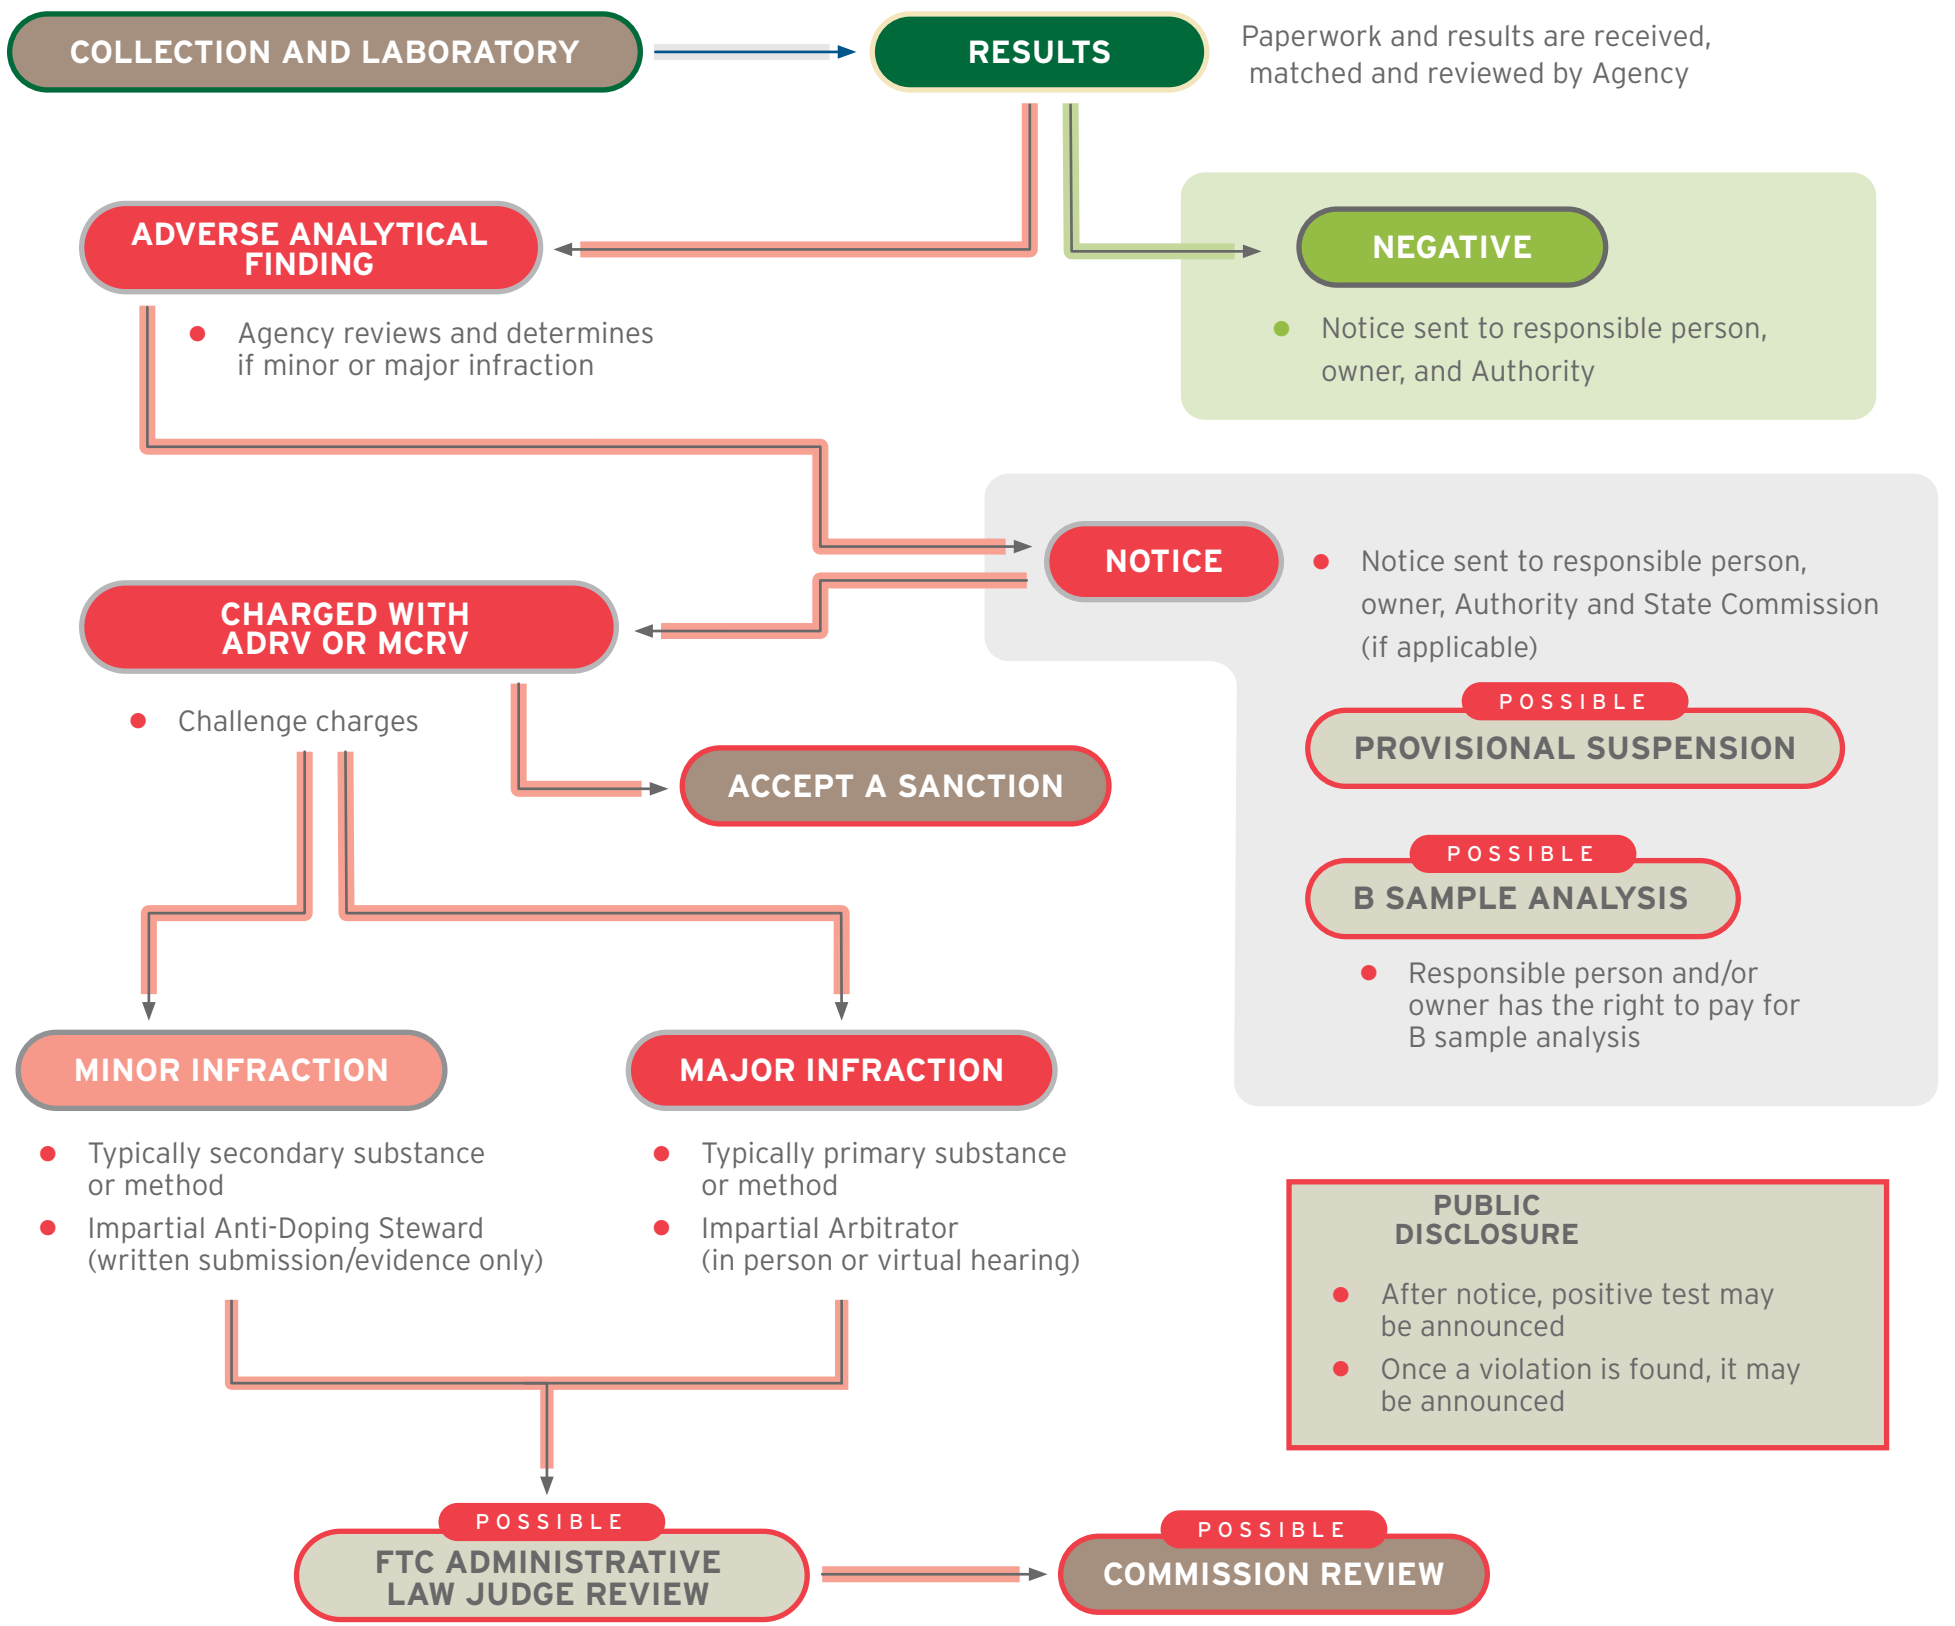 COLLECTION AND LABORATORY
RESULTS
Paperwork and results are received,
matched and reviewed by Agency
ADVERSE ANALYTICAL
FINDING
Agency reviews and determines
if minor or major infraction
NEGATIVE
Notice sent to responsible person,
owner, and Authority
NOTICE
Notice sent to responsible person,
owner, Authority and State Commission
(if applicable)
POSSIBLE
PROVISIONAL SUSPENSION
POSSIBLE
B SAMPLE ANALYSIS
Responsible person and/or
owner has the right to pay for
B sample analysis
CHARGED WITH
ADRV OR MCRV
Challenge charges
ACCEPT A SANCTION
MINOR INFRACTION
Typically secondary substance
or method
Impartial Anti-Doping Steward
(written submission/evidence only)
MAJOR INFRACTION
Typically primary substance
or method
Impartial Arbitrator
(in person or virtual hearing)
PUBLIC
DISCLOSURE
After notice, positive test may
be announced
Once a violation is found, it may
be announced
POSSIBLE
FTC ADMINISTRATIVE
LAW JUDGE REVIEW
POSSIBLE
COMMISSION REVIEW